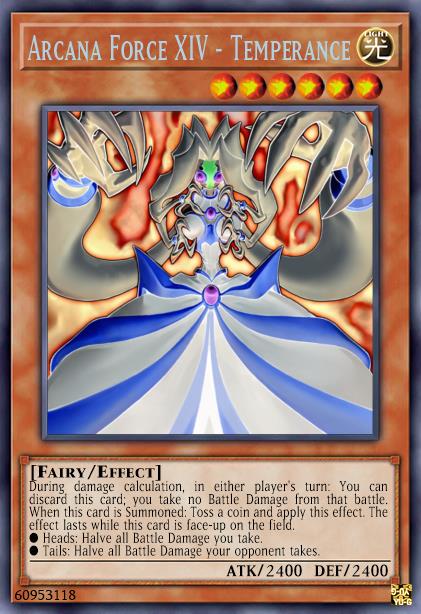 ARCANA FORCE XIV - TEMPERANCE
LIGHT
光
[FAIRY/EFFECT]
During damage calculation, in either player's turn: You can
discard this card; you take no Battle Damage from that battle.
When this card is Summoned: Toss a coin and apply this effect. The
effect lasts while this card is face-up on the field.
● Heads: Halve all Battle Damage you take.
● Tails: Halve all Battle Damage your opponent takes.
ATK/2400 DEF/2400
60953118